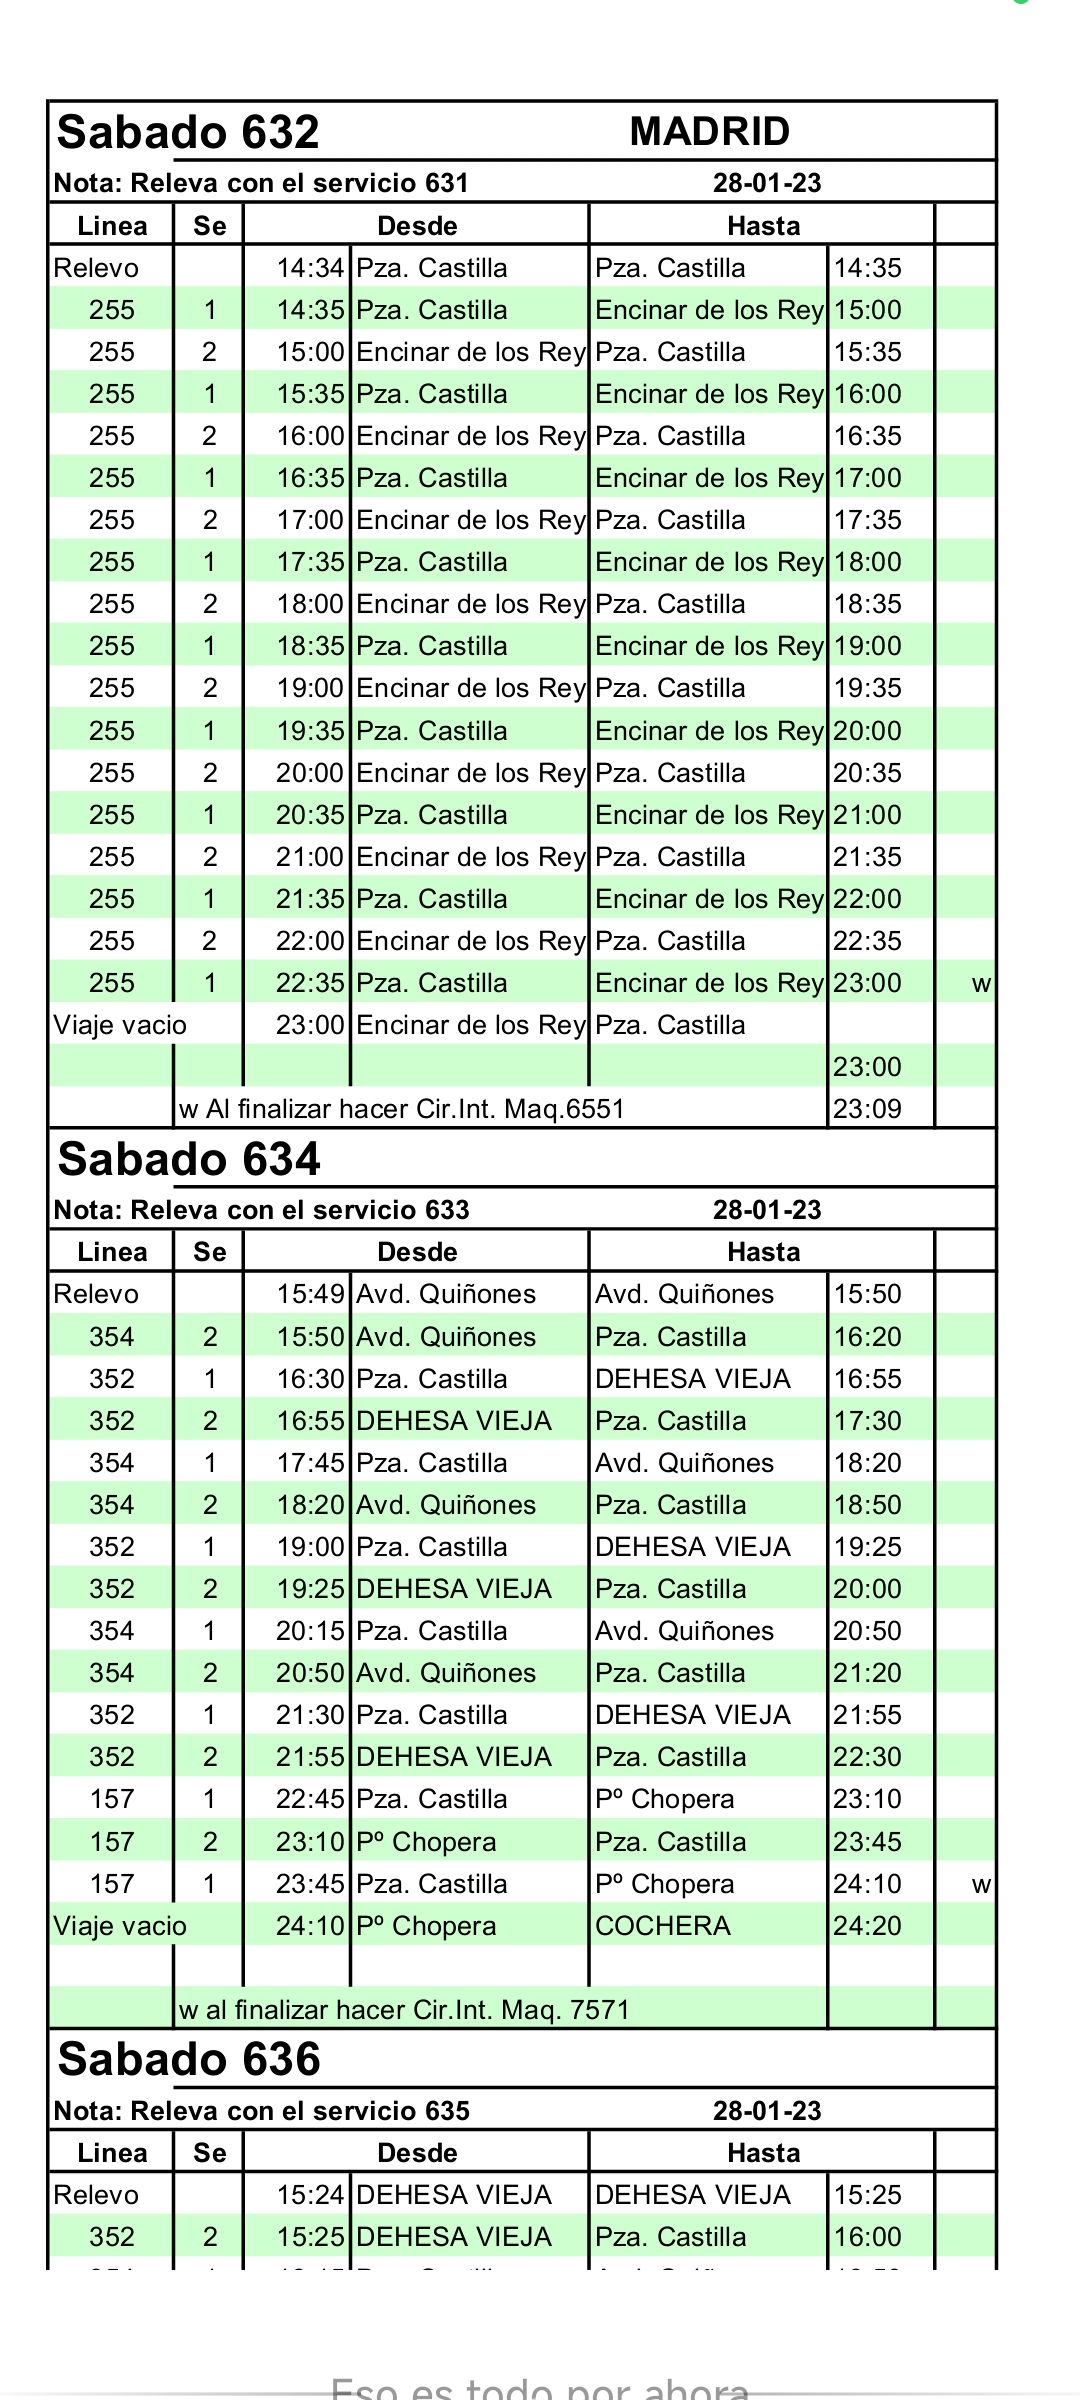 Sabado 632 MADRID
Nota: Releva con el servicio 631 28-01-23
Linea Se Desde Hasta
Relevo 14:34 Pza. Castilla Pza. Castilla 14:35
255 1 14:35 Pza. Castilla Encinar de los Rey 15:00
255 2 15:00 Encinar de los Rey Pza. Castilla 15:35
255 1 15:35 Pza. Castilla Encinar de los Rey 16:00
255 2 16:00 Encinar de los Rey Pza. Castilla 16:35
255 1 16:35 Pza. Castilla Encinar de los Rey 17:00
255 2 17:00 Encinar de los Rey Pza. Castilla 17:35
255 1 17:35 Pza. Castilla Encinar de los Rey 18:00
255 2 18:00 Encinar de los Rey Pza. Castilla 18:35
255 1 18:35 Pza. Castilla Encinar de los Rey 19:00
255 2 19:00 Encinar de los Rey Pza. Castilla 19:35
255 1 19:35 Pza. Castilla Encinar de los Rey 20:00
255 2 20:00 Encinar de los Rey Pza. Castilla 20:35
255 1 20:35 Pza. Castilla Encinar de los Rey 21:00
255 2 21:00 Encinar de los Rey Pza. Castilla 21:35
255 1 21:35 Pza. Castilla Encinar de los Rey 22:00
255 2 22:00 Encinar de los Rey Pza. Castilla 22:35
255 1 22:35 Pza. Castilla Encinar de los Rey 23:00 w
Viaje vacio 23:00 Encinar de los Rey Pza. Castilla
23:00
w Al finalizar hacer Cir.Int. Maq.6551 23:09
Sabado 634
Nota: Releva con el servicio 633 28-01-23
Linea Se Desde Hasta
Relevo 15:49 Avd. Quiñones Avd. Quiñones 15:50
354 2 15:50 Avd. Quiñones Pza. Castilla 16:20
352 1 16:30 Pza. Castilla DEHESA VIEJA 16:55
352 2 16:55 DEHESA VIEJA Pza. Castilla 17:30
354 1 17:45 Pza. Castilla Avd. Quiñones 18:20
354 2 18:20 Avd. Quiñones Pza. Castilla 18:50
352 1 19:00 Pza. Castilla DEHESA VIEJA 19:25
352 2 19:25 DEHESA VIEJA Pza. Castilla 20:00
354 1 20:15 Pza. Castilla Avd. Quiñones 20:50
354 2 20:50 Avd. Quiñones Pza. Castilla 21:20
352 1 21:30 Pza. Castilla DEHESA VIEJA 21:55
352 2 21:55 DEHESA VIEJA Pza. Castilla 22:30
157 1 22:45 Pza. Castilla Pº Chopera 23:10
157 2 23:10 Pº Chopera Pza. Castilla 23:45
157 1 23:45 Pza. Castilla Pº Chopera 24:10 w
Viaje vacio 24:10 Pº Chopera COCHERA 24:20
w al finalizar hacer Cir.Int. Maq. 7571
Sabado 636
Nota: Releva con el servicio 635 28-01-23
Linea Se Desde Hasta
Relevo 15:24 DEHESA VIEJA DEHESA VIEJA 15:25
352 2 15:25 DEHESA VIEJA Pza. Castilla 16:00
Eso es todo por ahora